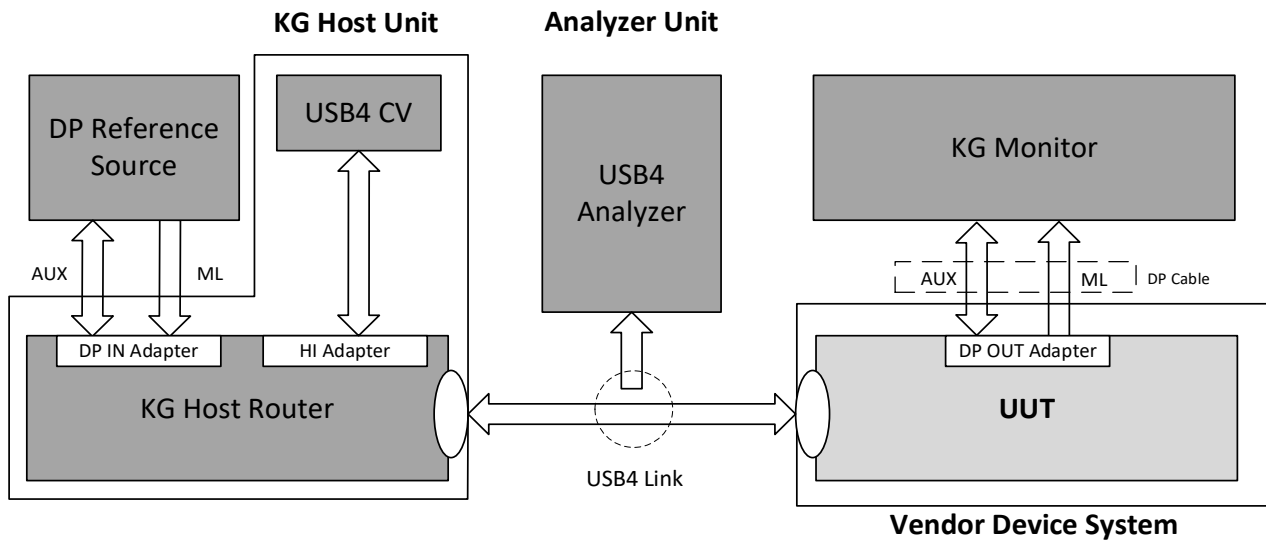 KG Host Unit
Analyzer Unit
DP Reference
Source
USB4 CV
USB4
Analyzer
KG Monitor
AUX
ML
AUX
ML
DP Cable
DP IN Adapter
HI Adapter
DP OUT Adapter
KG Host Router
UUT
USB4 Link
Vendor Device System